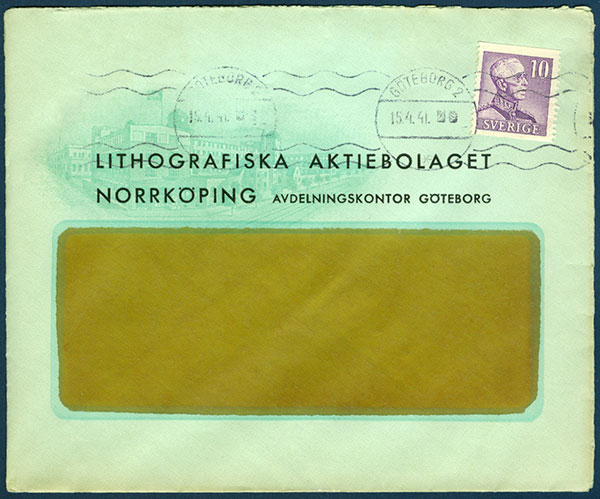 GÖTEBORG 2
15.4.41.
GÖTEBORG 2
15.4.41.
10
SVERIGE
LITHOGRAFISKA AKTIEBOLAGET
NORRKÖPING AVDELNINGSKONTOR GÖTEBORG